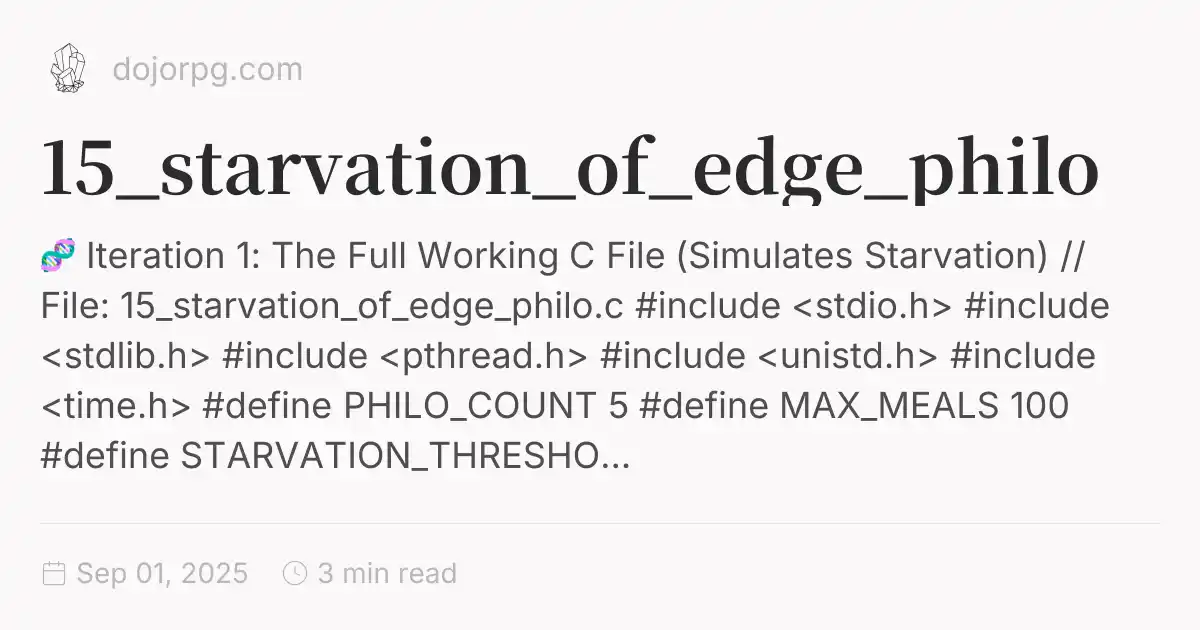 dojorpg.com
15_starvation_of_edge_philo
🧬 Iteration 1: The Full Working C File (Simulates Starvation) //
File: 15_starvation_of_edge_philo.c #include <stdio.h> #include
<stdlib.h> #include <pthread.h> #include <unistd.h> #include
<time.h> #define PHILO_COUNT 5 #define MAX_MEALS 100
#define STARVATION_THRESHO...
Sep 01, 2025 3 min read